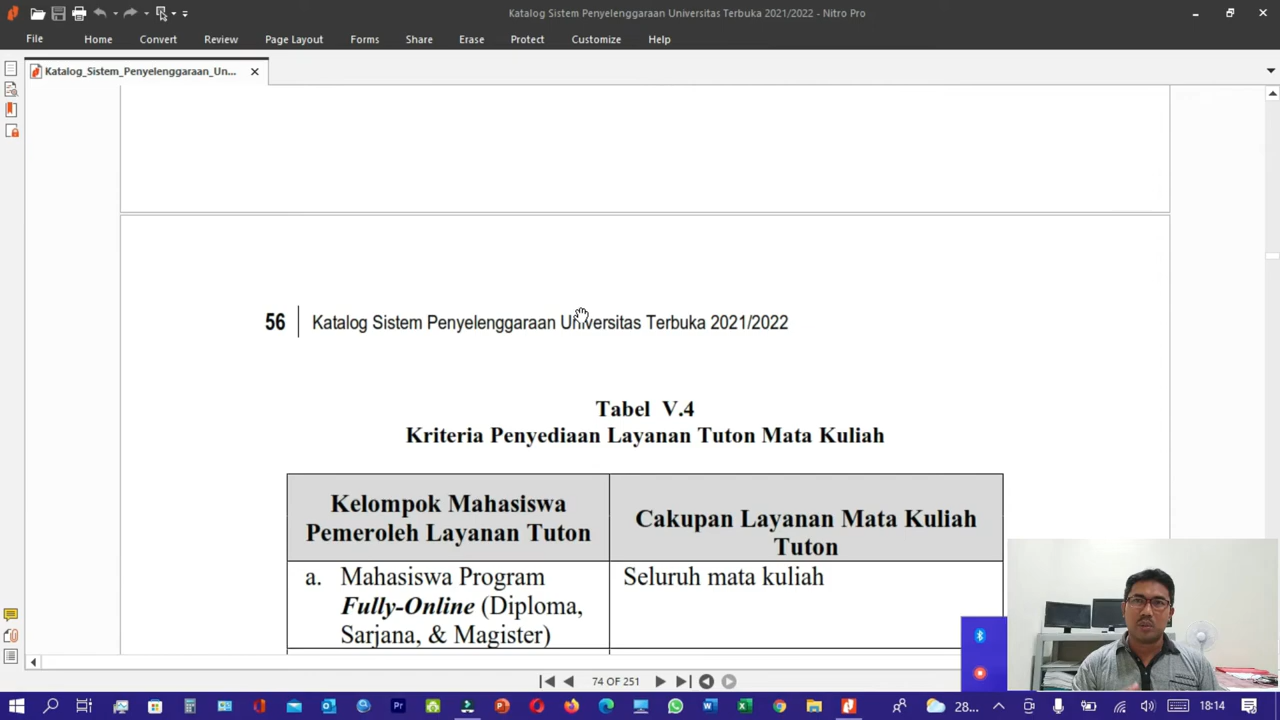 Katalog Sistem Penyelenggaraan Universitas Terbuka 2021/2022 - Nitro Pro
File Home Convert Review Page Layout Forms Share Erase Protect Customize Help
Katalog_Sistem_Penyelenggaraan_Un...
56 Katalog Sistem Penyelenggaraan Universitas Terbuka 2021/2022
Tabel V.4
Kriteria Penyediaan Layanan Tuton Mata Kuliah
Kelompok Mahasiswa
Pemeroleh Layanan Tuton
Cakupan Layanan Mata Kuliah
Tuton
a. Mahasiswa Program
Fully-Online (Diploma,
Sarjana, & Magister)
Seluruh mata kuliah
74 OF 251
28... 18:14